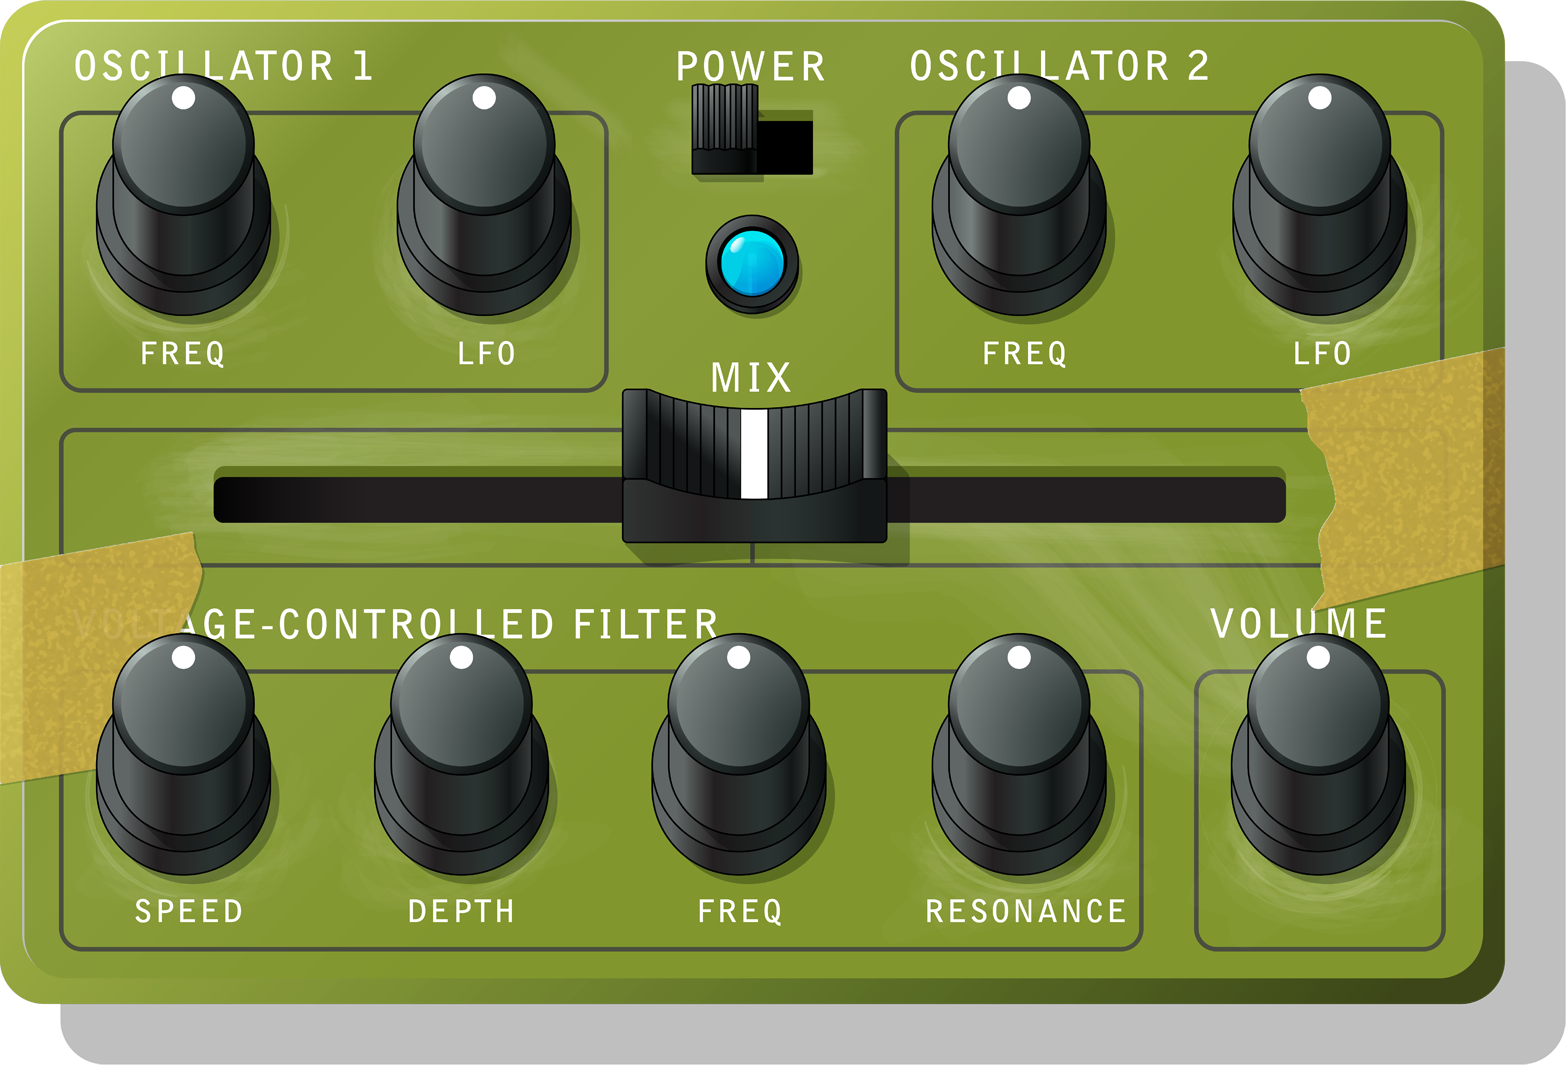 OSCILLATOR 1
POWER
OSCILLATOR 2
FREQ
LFO
FREQ
LFO
MIX
VOLTAGE-CONTROLLED FILTER
VOLUME
SPEED
DEPTH
FREQ
RESONANCE